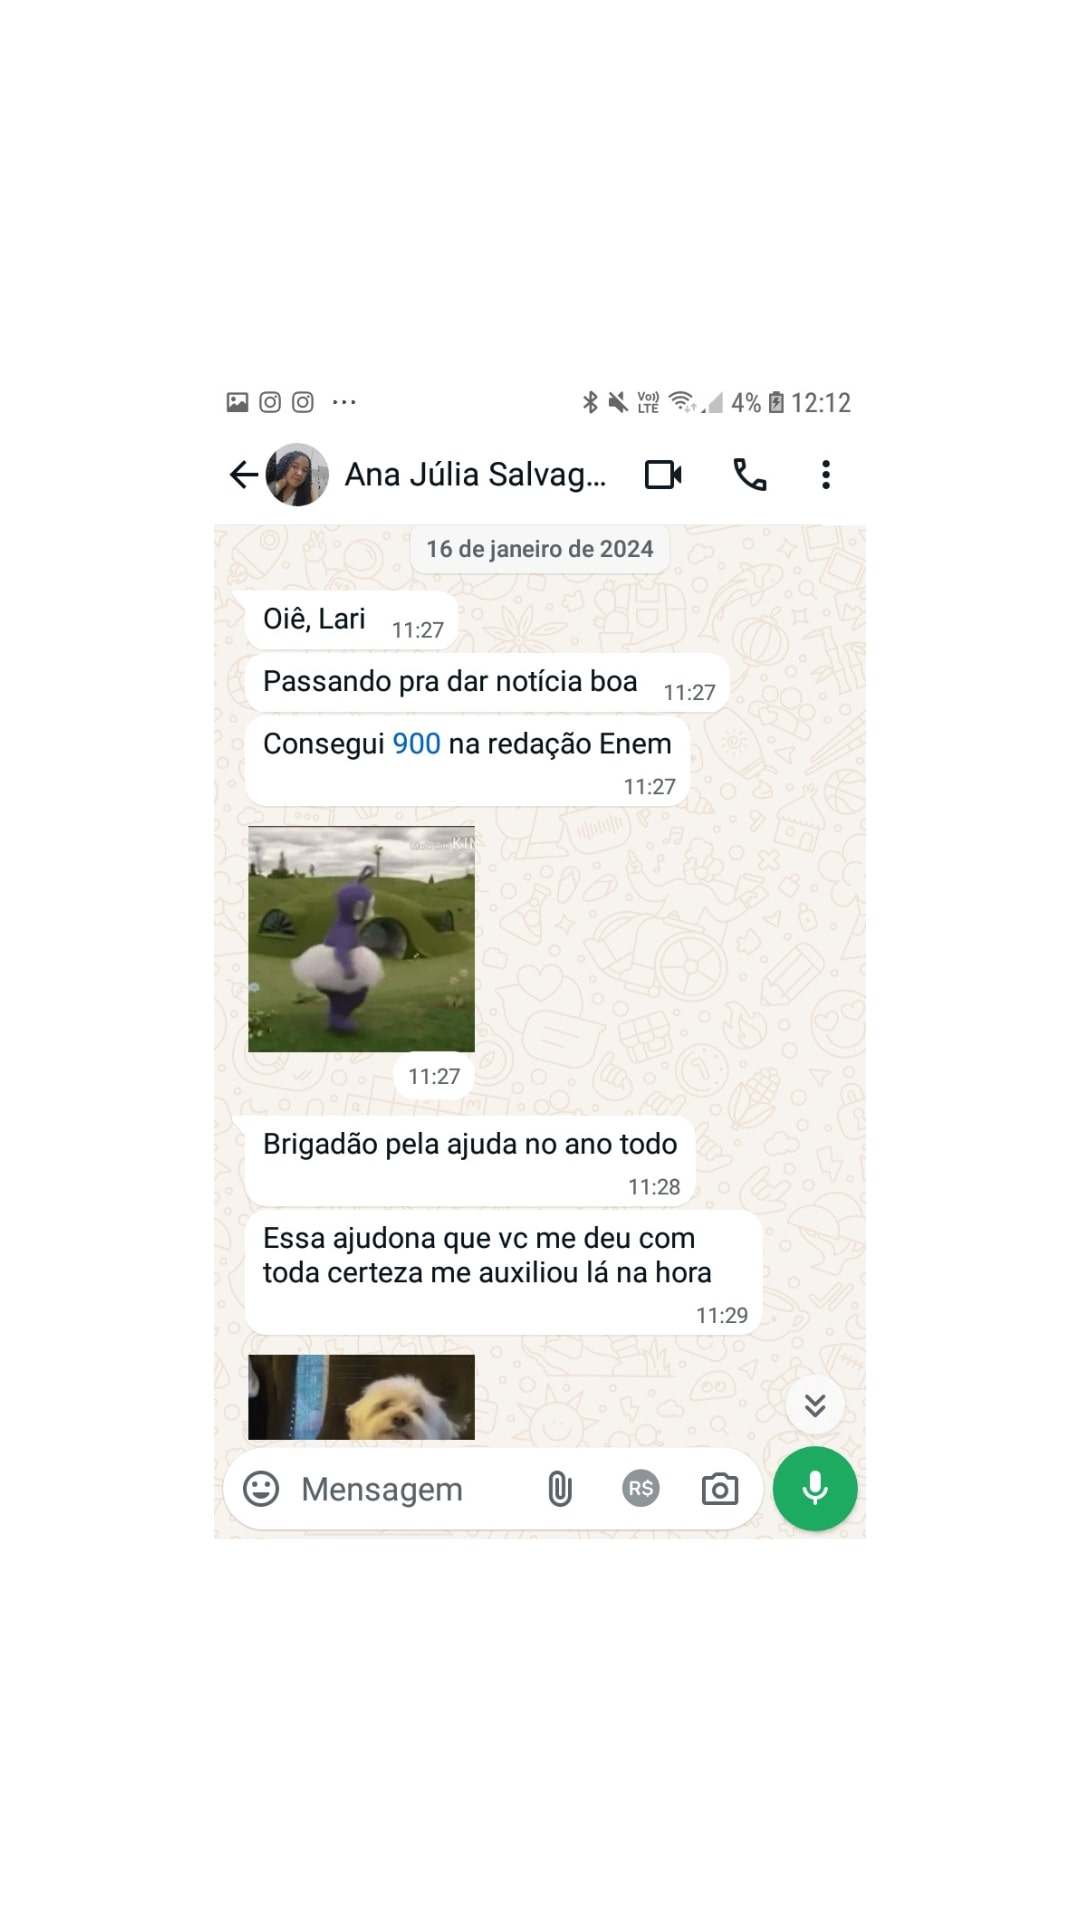 4% 12:12
Ana Júlia Salvag...
16 de janeiro de 2024
Oiê, Lari 11:27
Passando pra dar notícia boa 11:27
Consegui 900 na redação Enem
11:27
11:27
Brigadão pela ajuda no ano todo
11:28
Essa ajudona que vc me deu com
toda certeza me auxiliou lá na hora
11:29
Mensagem R$